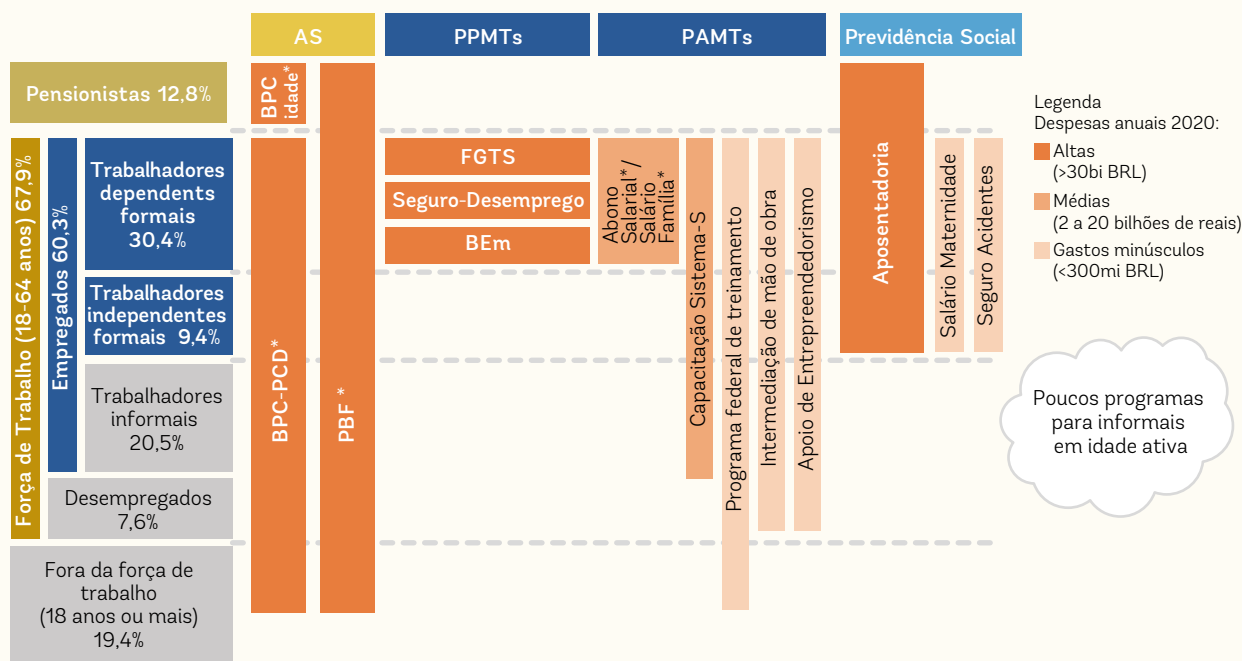 AS
PPMTs
PAMTs
Previdência Social
Pensionistas 12,8%
Força de Trabalho (18-64 anos) 67,9%
Empregados 60,3%
Trabalhadores
dependents
formais
30,4%
Trabalhadores
independentes
formais 9,4%
Trabalhadores
informais
20,5%
Desempregados
7,6%
Fora da força de
trabalho
(18 anos ou mais)
19,4%
BPC
idade*
BPC-PCD*
PBF *
FGTS
Seguro-Desemprego
BEm
Abono
Salarial*/
Salário
Família*
Capacitação Sistema-S
Programa federal de treinamento
Intermediação de mão de obra
Apoio de Entrepreendedorismo
Aposentadoria
Salário Maternidade
Seguro Acidentes
Legenda
Despesas anuais 2020:
Altas
(>30bi BRL)
Médias
(2 a 20 bilhões de reais)
Gastos minúsculos
(<300mi BRL)
Poucos programas
para informais
em idade ativa